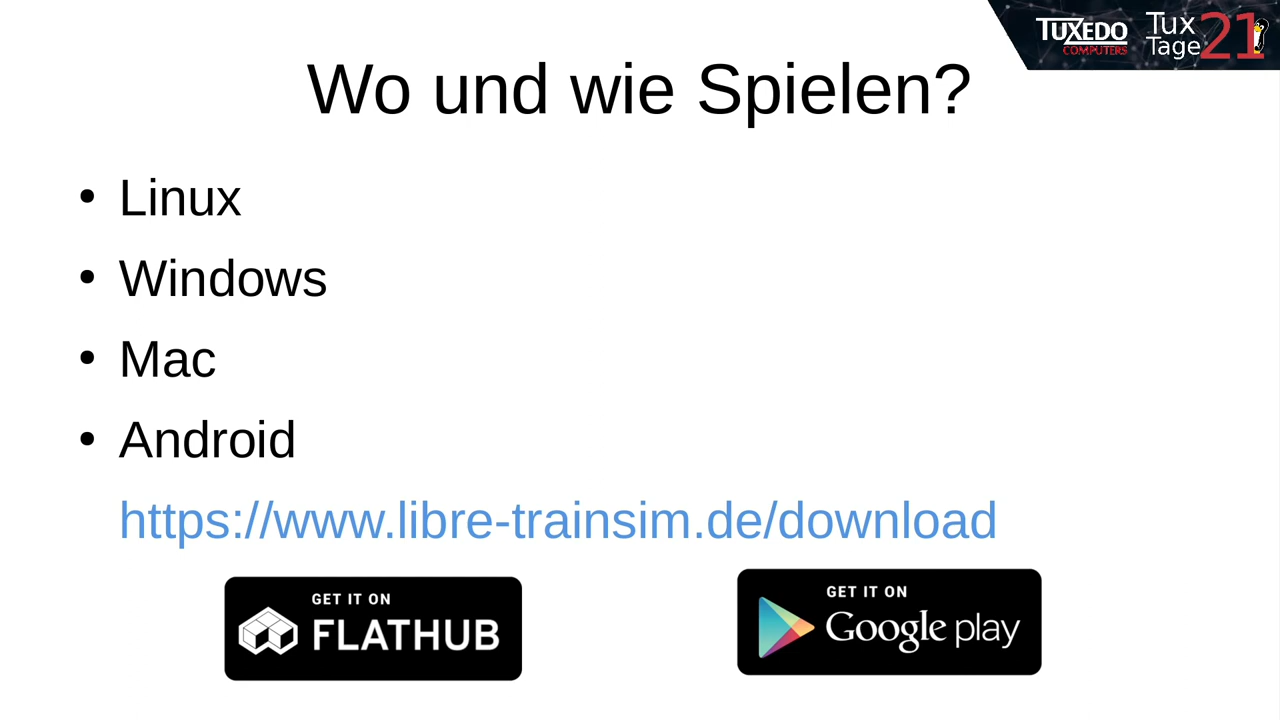 TUXEDO
COMPUTERS
Tux
Tage
21
Wo und wie Spielen?
• Linux
• Windows
• Mac
• Android
https://www.libre-trainsim.de/download
GET IT ON
FLATHUB
GET IT ON
Google play